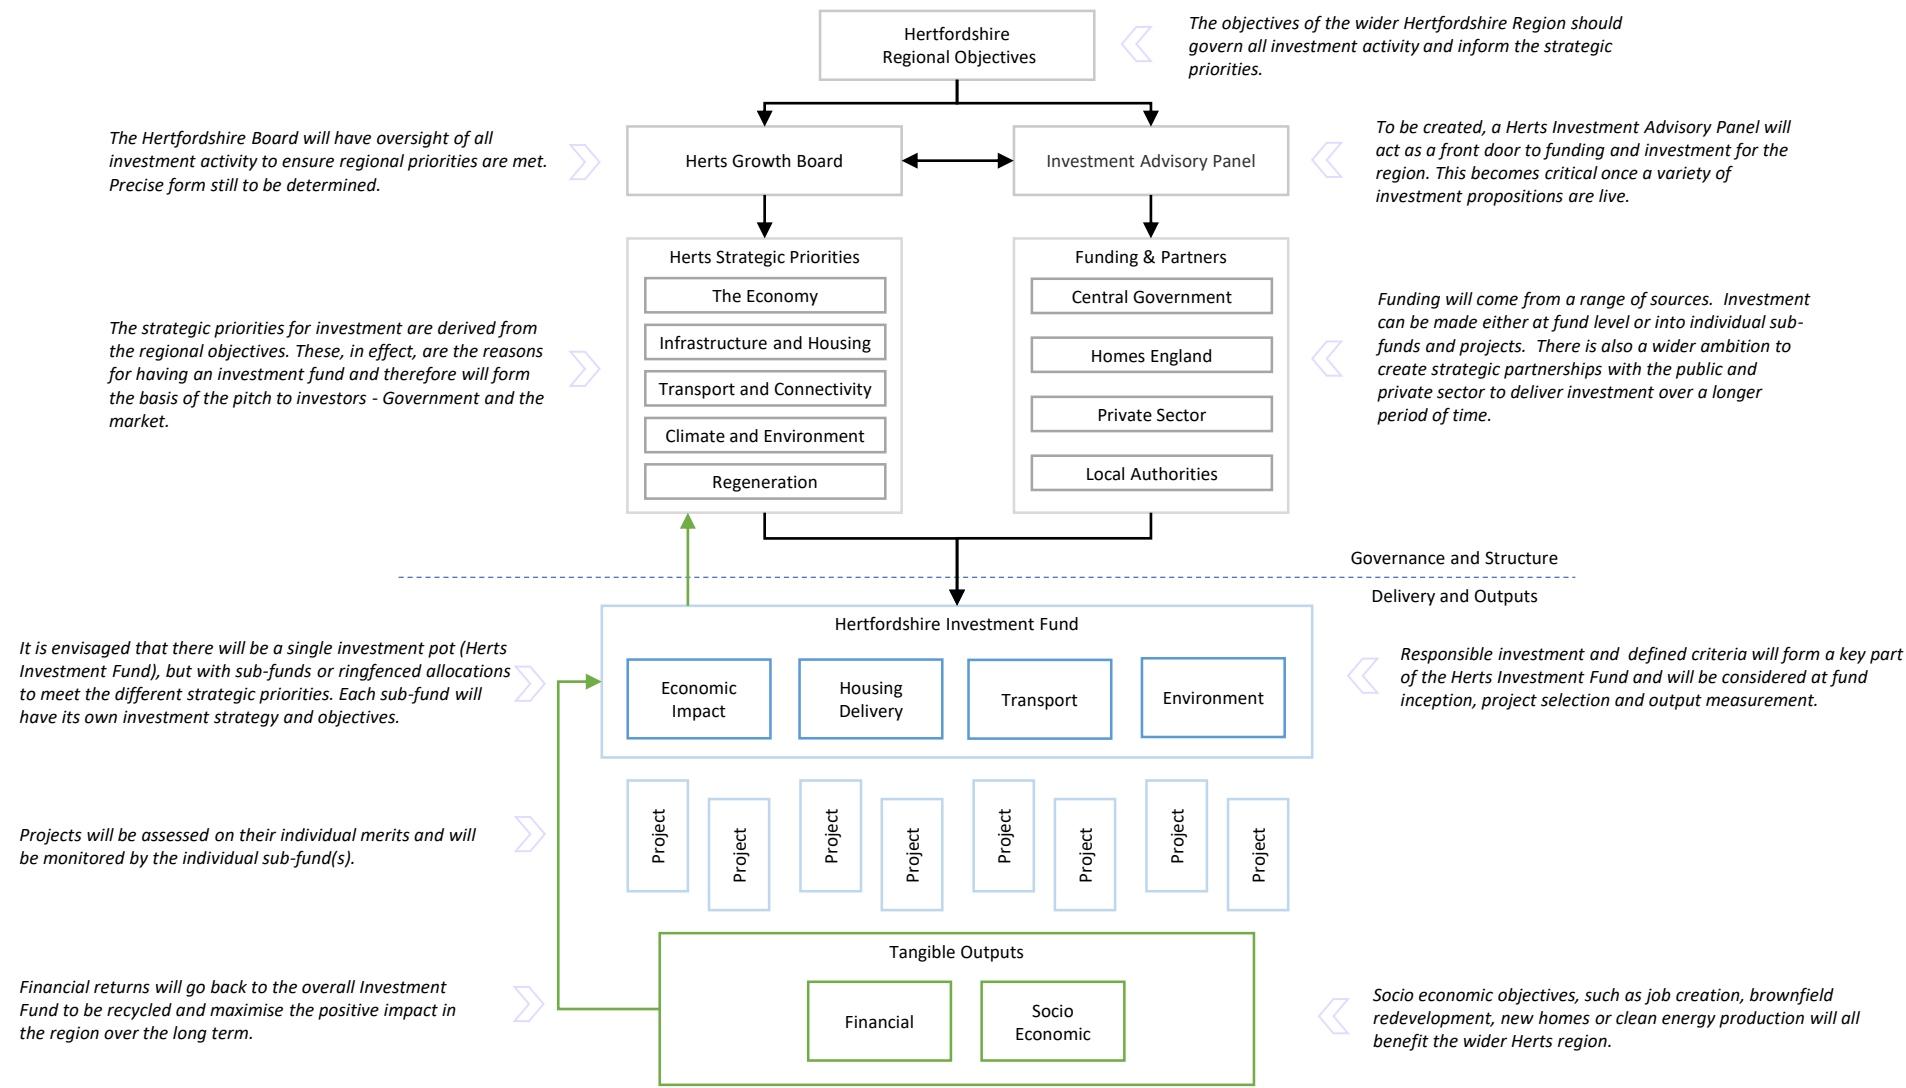 Hertfordshire
Regional Objectives
The objectives of the wider Hertfordshire Region should
govern all investment activity and inform the strategic
priorities.
The Hertfordshire Board will have oversight of all
investment activity to ensure regional priorities are met.
Precise form still to be determined.
Herts Growth Board
Investment Advisory Panel
To be created, a Herts Investment Advisory Panel will
act as a front door to funding and investment for the
region. This becomes critical once a variety of
investment propositions are live.
The strategic priorities for investment are derived from
the regional objectives. These, in effect, are the reasons
for having an investment fund and therefore will form
the basis of the pitch to investors - Government and the
market.
Herts Strategic Priorities
The Economy
Infrastructure and Housing
Transport and Connectivity
Climate and Environment
Regeneration
Funding & Partners
Central Government
Homes England
Private Sector
Local Authorities
Funding will come from a range of sources.  Investment
can be made either at fund level or into individual sub-
funds and projects.  There is also a wider ambition to
create strategic partnerships with the public and
private sector to deliver investment over a longer
period of time.
Governance and Structure
Delivery and Outputs
It is envisaged that there will be a single investment pot (Herts
Investment Fund), but with sub-funds or ringfenced allocations
to meet the different strategic priorities. Each sub-fund will
have its own investment strategy and objectives.
Hertfordshire Investment Fund
Economic
Impact
Housing
Delivery
Transport
Environment
Responsible investment and  defined criteria will form a key part
of the Herts Investment Fund and will be considered at fund
inception, project selection and output measurement.
Projects will be assessed on their individual merits and will
be monitored by the individual sub-fund(s).
Project
Project
Project
Project
Project
Project
Project
Project
Financial returns will go back to the overall Investment
Fund to be recycled and maximise the positive impact in
the region over the long term.
Tangible Outputs
Financial
Socio
Economic
Socio economic objectives, such as job creation, brownfield
redevelopment, new homes or clean energy production will all
benefit the wider Herts region.